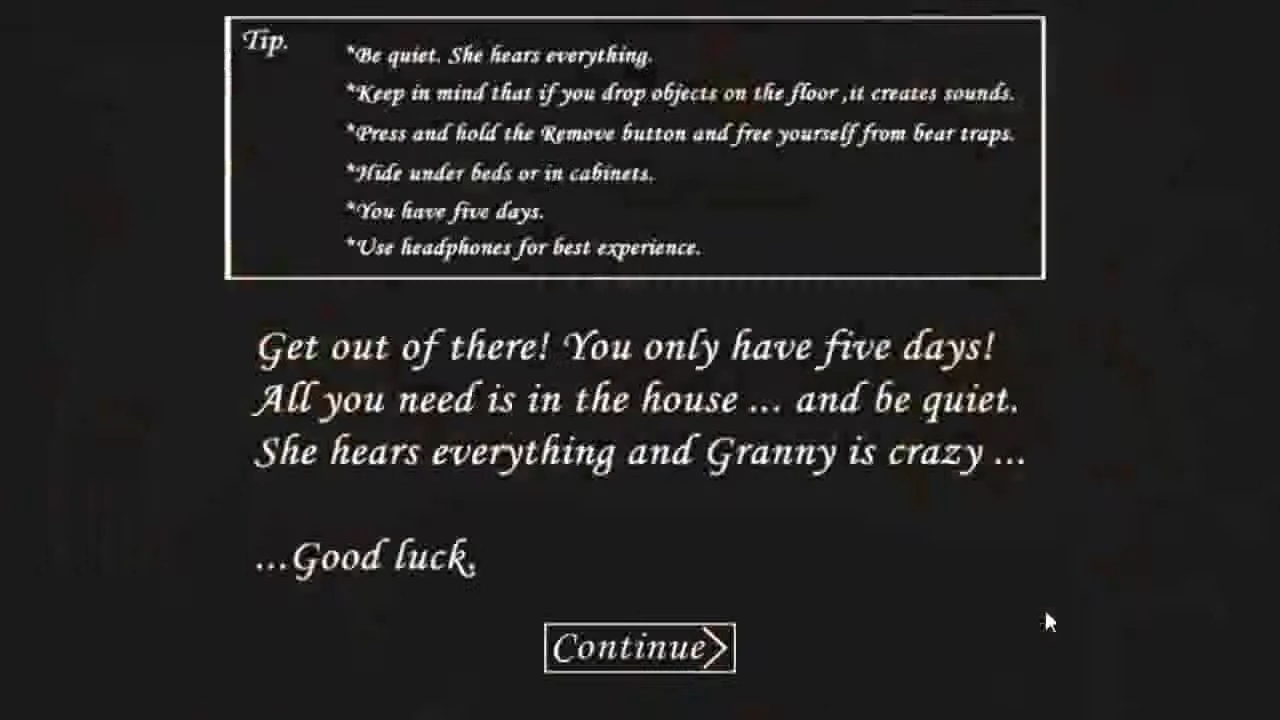 Tip.
*Be quiet. She hears everything.
*Keep in mind that if you drop objects on the floor ,it creates sounds.
*Press and hold the Remove button and free yourself from bear traps.
*Hide under beds or in cabinets.
*You have five days.
*Use headphones for best experience.
Get out of there! You only have five days!
All you need is in the house ... and be quiet.
She hears everything and Granny is crazy ...
...Good luck.
Continue>